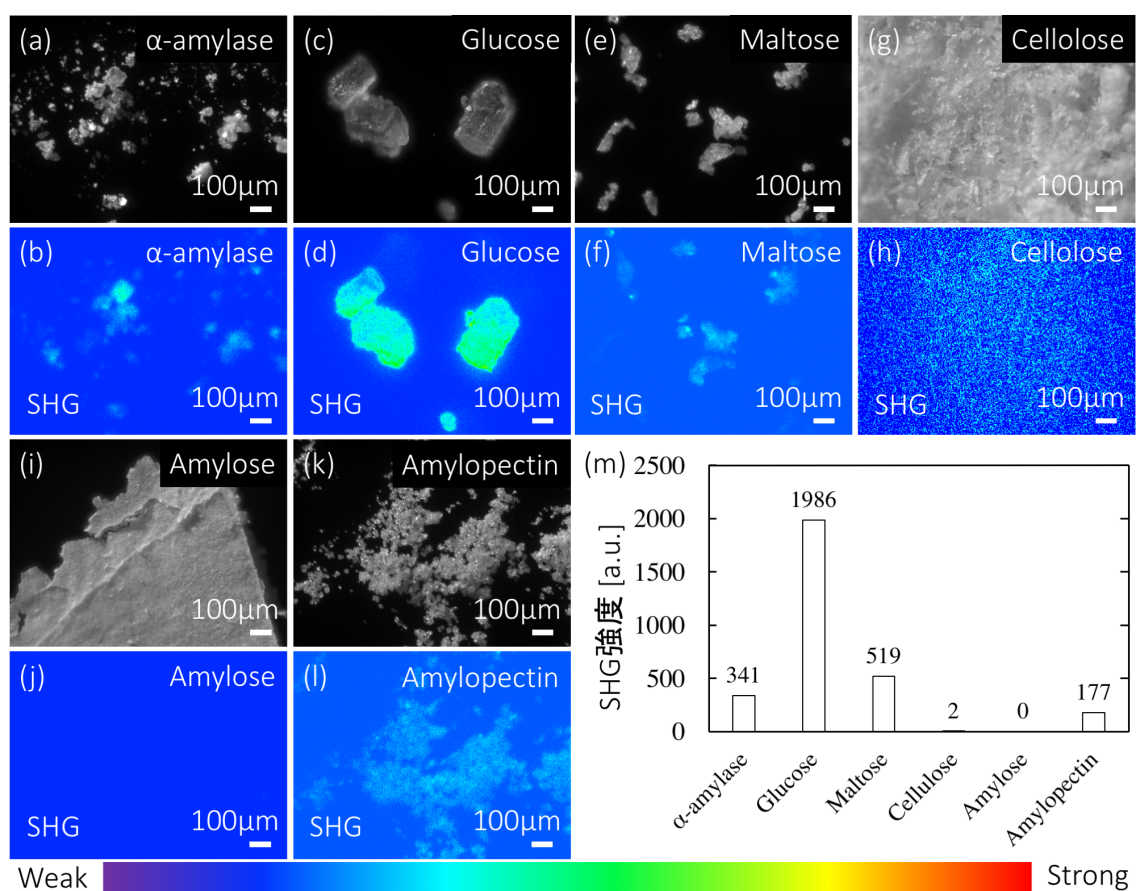 (a) α-amylase
100μm
(c) Glucose
100μm
(e) Maltose
100μm
(g) Cellolose
100μm
(b) α-amylase
SHG 100μm
(d) Glucose
SHG 100μm
(f) Maltose
SHG 100μm
(h) Cellolose
SHG 100μm
(i) Amylose
100μm
(k) Amylopectin
100μm
(j) Amylose
SHG 100μm
(l) Amylopectin
SHG 100μm
(m)
SHG強度 [a.u.]
2500
2000
1500
1000
500
0
341
1986
519
2
0
177
α-amylase
Glucose
Maltose
Cellulose
Amylose
Amylopectin
Weak Strong